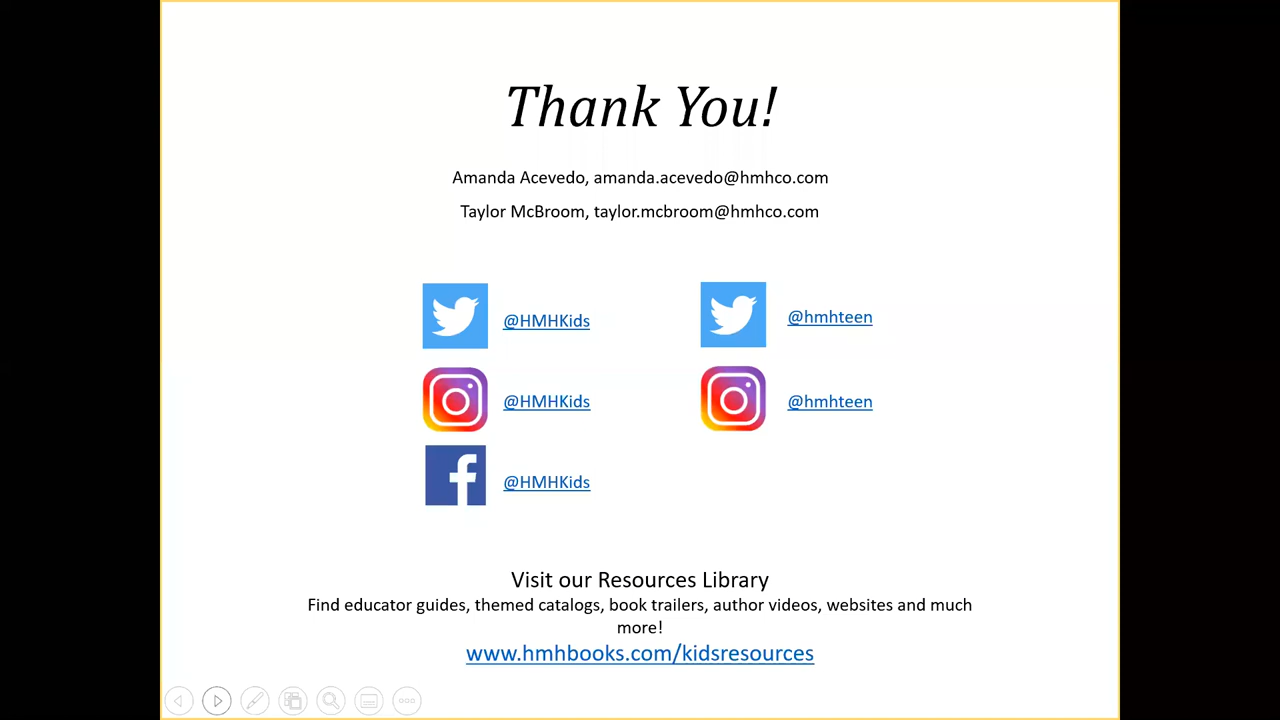 Thank You!
Amanda Acevedo, amanda.acevedo@hmhco.com
Taylor McBroom, taylor.mcbroom@hmhco.com
@HMHKids
@hmhteen
@HMHKids
@hmhteen
@HMHKids
Visit our Resources Library
Find educator guides, themed catalogs, book trailers, author videos, websites and much
more!
www.hmhbooks.com/kidsresources